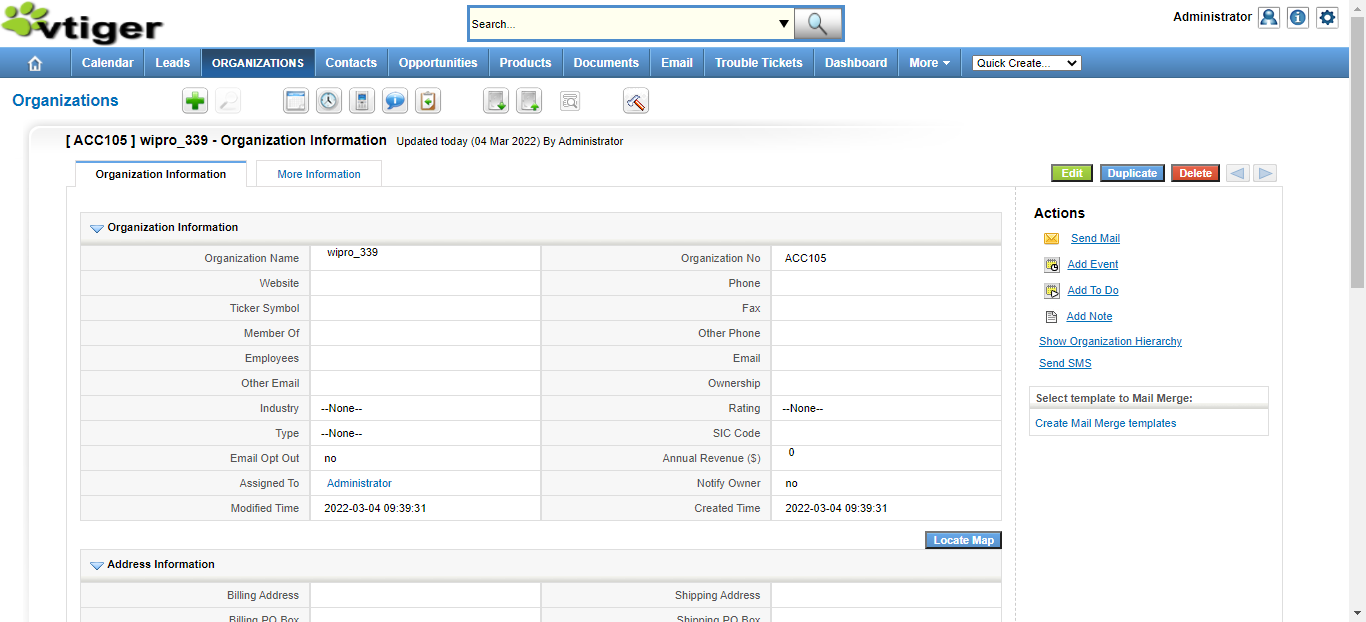 vtiger
Search...
Administrator
Calendar Leads ORGANIZATIONS Contacts Opportunities Products Documents Email Trouble Tickets Dashboard More Quick Create...
Organizations
[ ACC105 ] wipro_339 - Organization Information Updated today (04 Mar 2022) By Administrator
Organization Information More Information
Edit Duplicate Delete
Organization Information
Organization Name wipro_339 Organization No ACC105
Website Phone
Ticker Symbol Fax
Member Of Other Phone
Employees Email
Other Email Ownership
Industry --None-- Rating --None--
Type --None-- SIC Code
Email Opt Out no Annual Revenue ($) 0
Assigned To Administrator Notify Owner no
Modified Time 2022-03-04 09:39:31 Created Time 2022-03-04 09:39:31
Locate Map
Address Information
Billing Address Shipping Address
Billing PO Box Shipping PO Box
Actions
Send Mail
Add Event
Add To Do
Add Note
Show Organization Hierarchy
Send SMS
Select template to Mail Merge:
Create Mail Merge templates